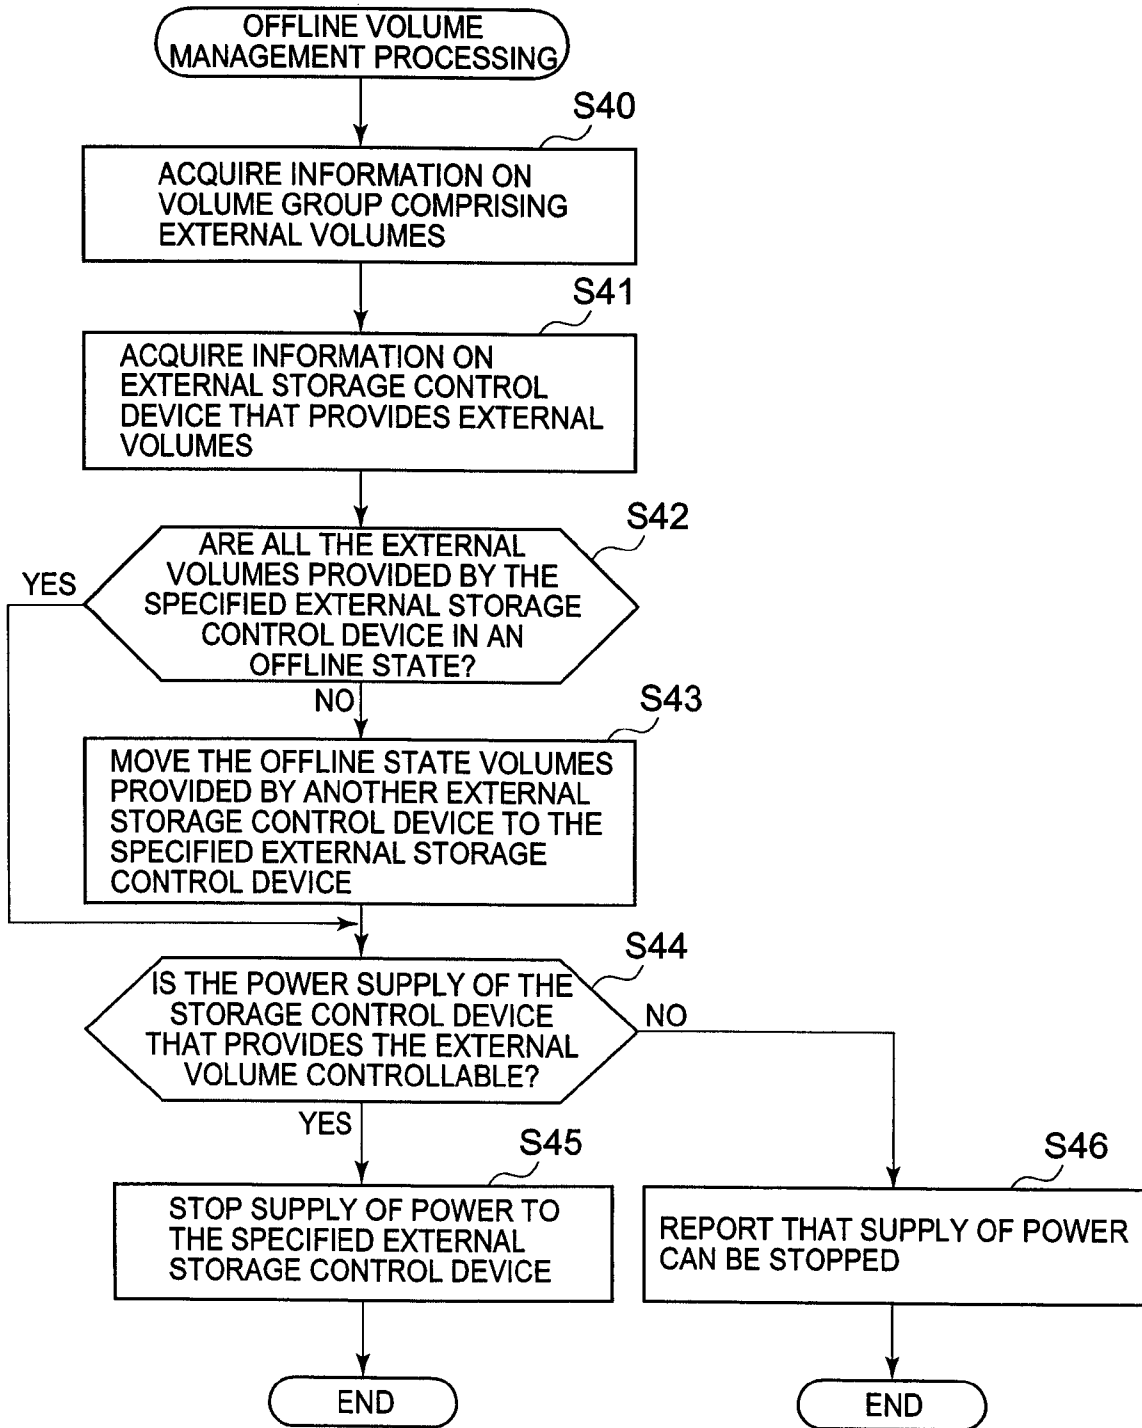 OFFLINE VOLUME
MANAGEMENT PROCESSING
S40
ACQUIRE INFORMATION ON
VOLUME GROUP COMPRISING
EXTERNAL VOLUMES
S41
ACQUIRE INFORMATION ON
EXTERNAL STORAGE CONTROL
DEVICE THAT PROVIDES EXTERNAL
VOLUMES
S42
ARE ALL THE EXTERNAL
VOLUMES PROVIDED BY THE
SPECIFIED EXTERNAL STORAGE
CONTROL DEVICE IN AN
OFFLINE STATE?
YES
NO
S43
MOVE THE OFFLINE STATE VOLUMES
PROVIDED BY ANOTHER EXTERNAL
STORAGE CONTROL DEVICE TO THE
SPECIFIED EXTERNAL STORAGE
CONTROL DEVICE
S44
IS THE POWER SUPPLY OF THE
STORAGE CONTROL DEVICE
THAT PROVIDES THE EXTERNAL
VOLUME CONTROLLABLE?
NO
YES
S45
STOP SUPPLY OF POWER TO
THE SPECIFIED EXTERNAL
STORAGE CONTROL DEVICE
S46
REPORT THAT SUPPLY OF POWER
CAN BE STOPPED
END
END